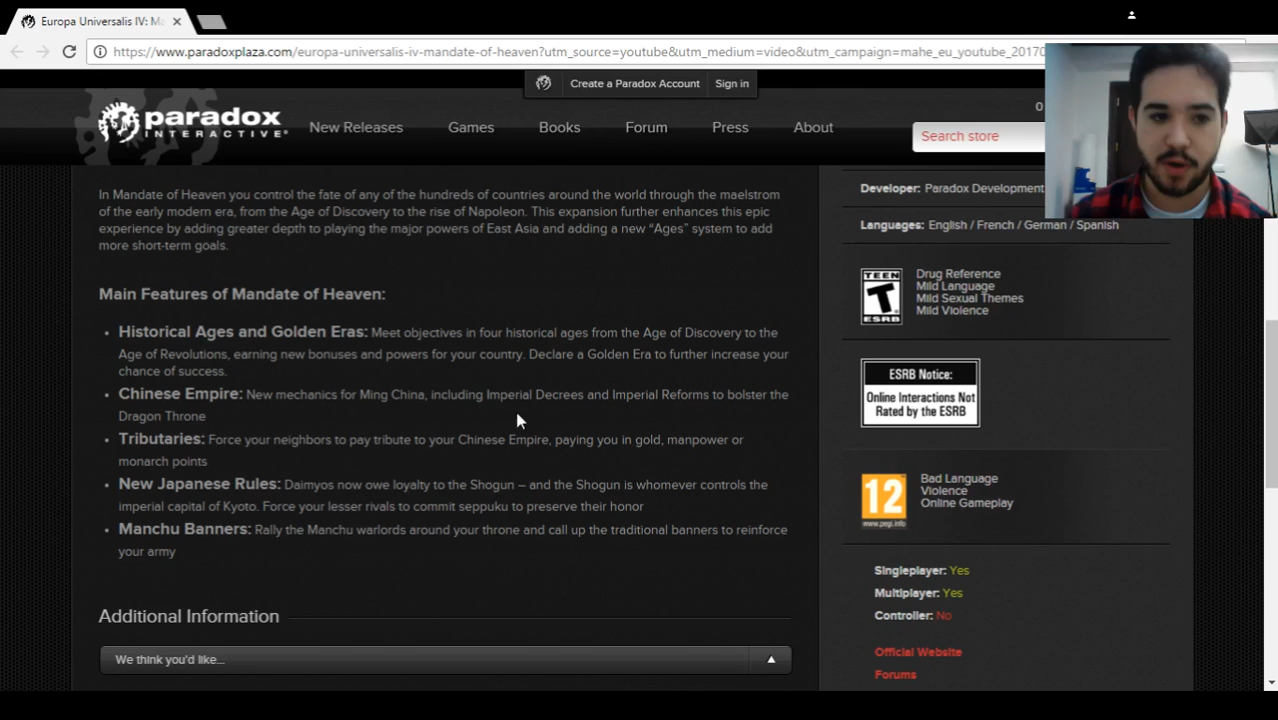 Europa Universalis IV: Ma
https://www.paradoxplaza.com/europa-universalis-iv-mandate-of-heaven?utm_source=youtube&utm_medium=video&utm_campaign=mahe_eu_youtube_20170
Create a Paradox Account Sign in
paradox
INTERACTIVE
New Releases Games Books Forum Press About
0
Search store
In Mandate of Heaven you control the fate of any of the hundreds of countries around the world through the maelstrom
of the early modern era, from the Age of Discovery to the rise of Napoleon. This expansion further enhances this epic
experience by adding greater depth to playing the major powers of East Asia and adding a new “Ages” system to add
more short-term goals.
Main Features of Mandate of Heaven:
• Historical Ages and Golden Eras: Meet objectives in four historical ages from the Age of Discovery to the
Age of Revolutions, earning new bonuses and powers for your country. Declare a Golden Era to further increase your
chance of success.
• Chinese Empire: New mechanics for Ming China, including Imperial Decrees and Imperial Reforms to bolster the
Dragon Throne
• Tributaries: Force your neighbors to pay tribute to your Chinese Empire, paying you in gold, manpower or
monarch points
• New Japanese Rules: Daimyos now owe loyalty to the Shogun – and the Shogun is whomever controls the
imperial capital of Kyoto. Force your lesser rivals to commit seppuku to preserve their honor
• Manchu Banners: Rally the Manchu warlords around your throne and call up the traditional banners to reinforce
your army
Additional Information
We think you'd like...
Developer: Paradox Development
Languages: English / French / German / Spanish
TEEN
T
ESRB
Drug Reference
Mild Language
Mild Sexual Themes
Mild Violence
ESRB Notice:
Online Interactions Not
Rated by the ESRB
12
www.pegi.info
Bad Language
Violence
Online Gameplay
Singleplayer: Yes
Multiplayer: Yes
Controller: No
Official Website
Forums